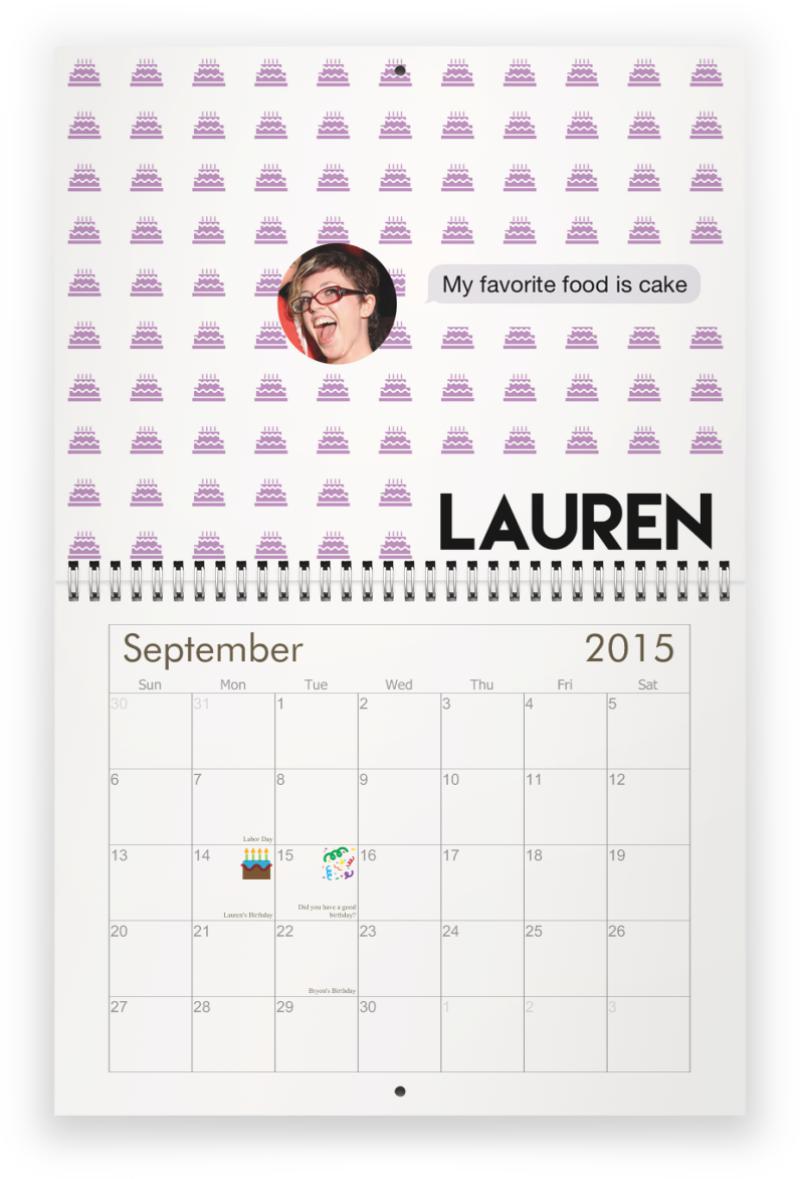 My favorite food is cake
LAUREN
September 2015
Sun Mon Tue Wed Thu Fri Sat
30 31 1 2 3 4 5
6 7 8 9 10 11 12
Labor Day
13 14 15 16 17 18 19
Lauren's Birthday
Did you have a good
birthday?
20 21 22 23 24 25 26
Bryon's Birthday
27 28 29 30 1 2 3